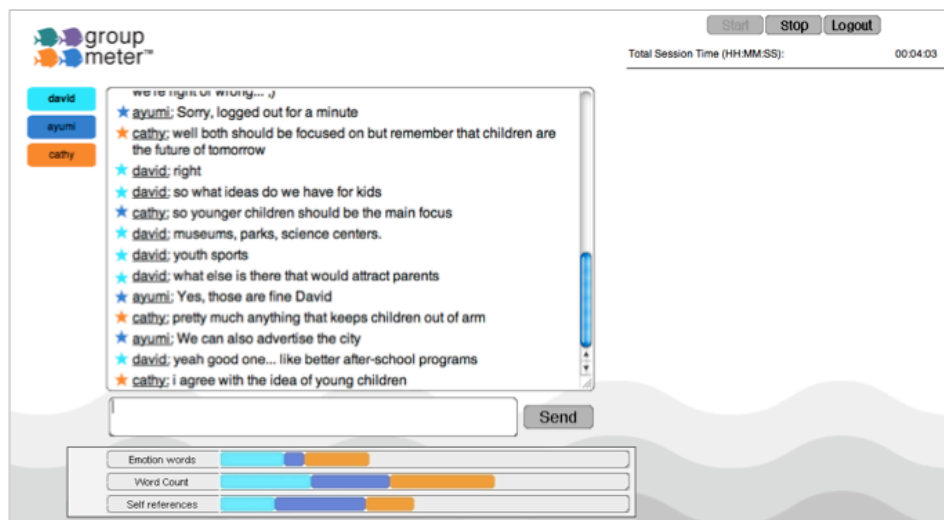 group
meter™
Start Stop Logout
Total Session Time (HH:MM:SS): 00:04:03
david
ayumi
cathy
we're right or wrong... ;)
ayumi: Sorry, logged out for a minute
cathy: well both should be focused on but remember that children are
the future of tomorrow
david: right
david: so what ideas do we have for kids
cathy: so younger children should be the main focus
david: museums, parks, science centers.
david: youth sports
david: what else is there that would attract parents
ayumi: Yes, those are fine David
cathy: pretty much anything that keeps children out of arm
ayumi: We can also advertise the city
david: yeah good one... like better after-school programs
cathy: i agree with the idea of young children
Send
Emotion words
Word Count
Self references